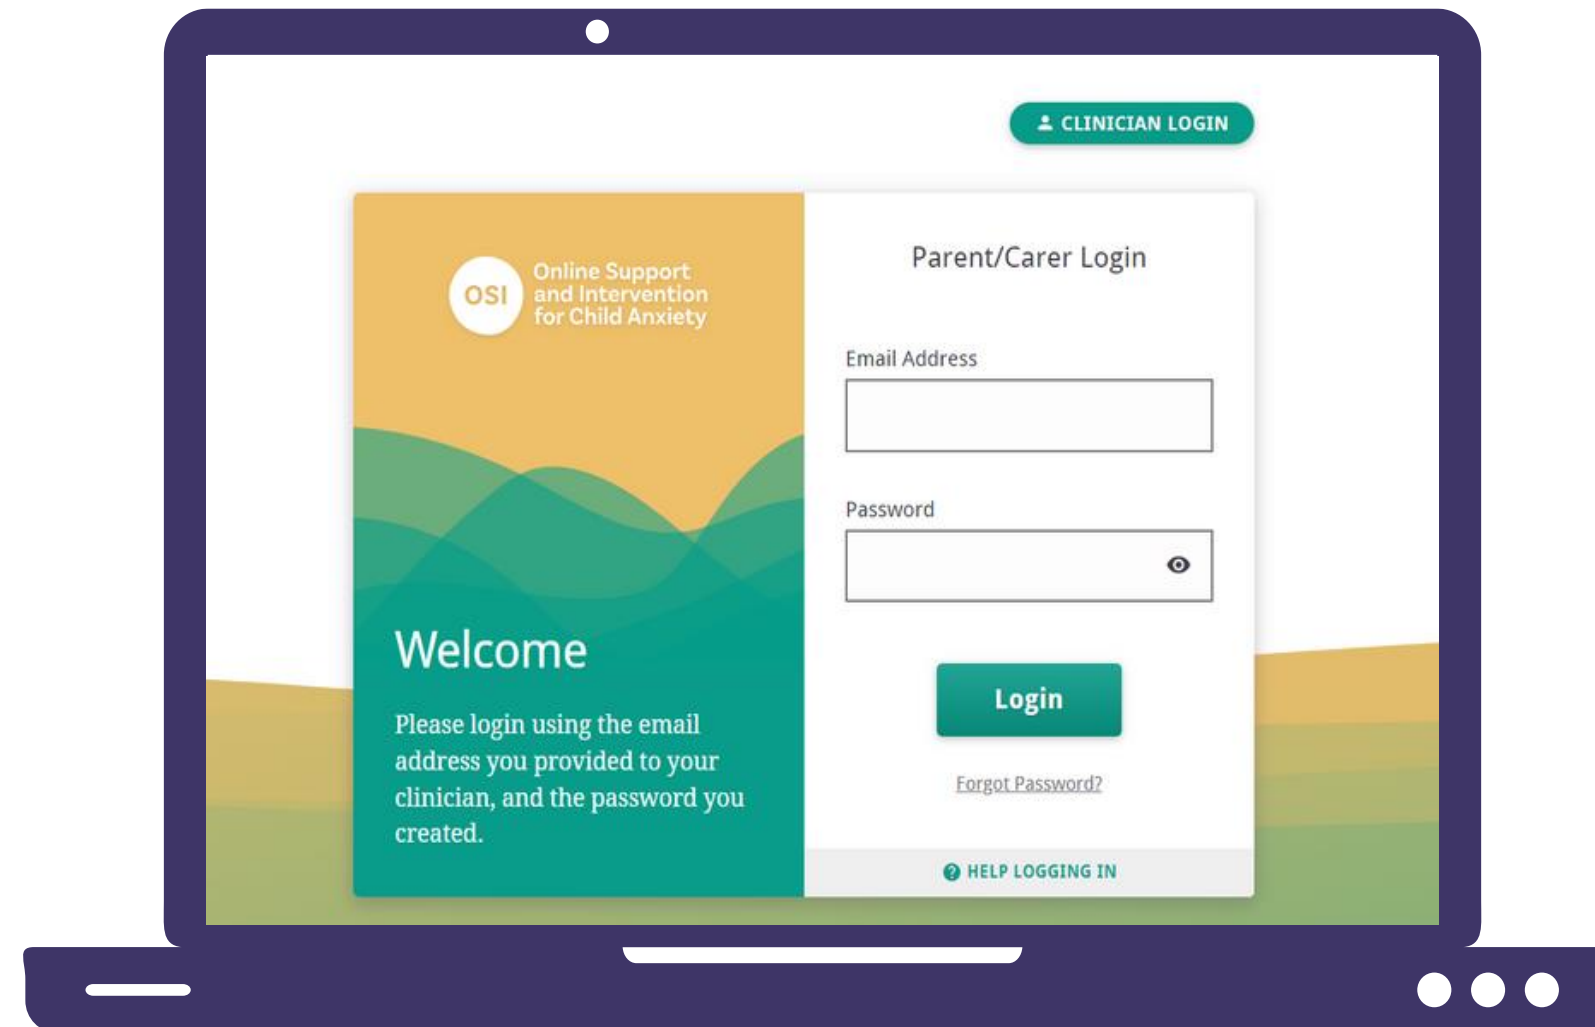 CLINICIAN LOGIN
OSI
Online Support
and Intervention
for Child Anxiety
Welcome
Please login using the email
address you provided to your
clinician, and the password you
created.
Parent/Carer Login
Email Address
Password
Login
Forgot Password?
? HELP LOGGING IN